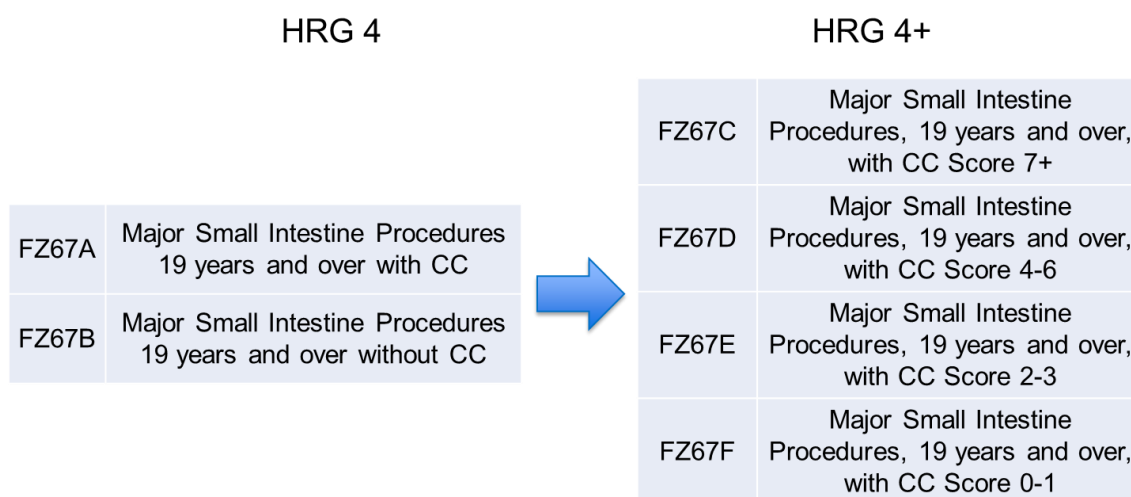 HRG 4
HRG 4+
FZ67A
Major Small Intestine Procedures
19 years and over with CC
FZ67B
Major Small Intestine Procedures
19 years and over without CC
FZ67C
Major Small Intestine
Procedures, 19 years and over,
with CC Score 7+
FZ67D
Major Small Intestine
Procedures, 19 years and over,
with CC Score 4-6
FZ67E
Major Small Intestine
Procedures, 19 years and over,
with CC Score 2-3
FZ67F
Major Small Intestine
Procedures, 19 years and over,
with CC Score 0-1